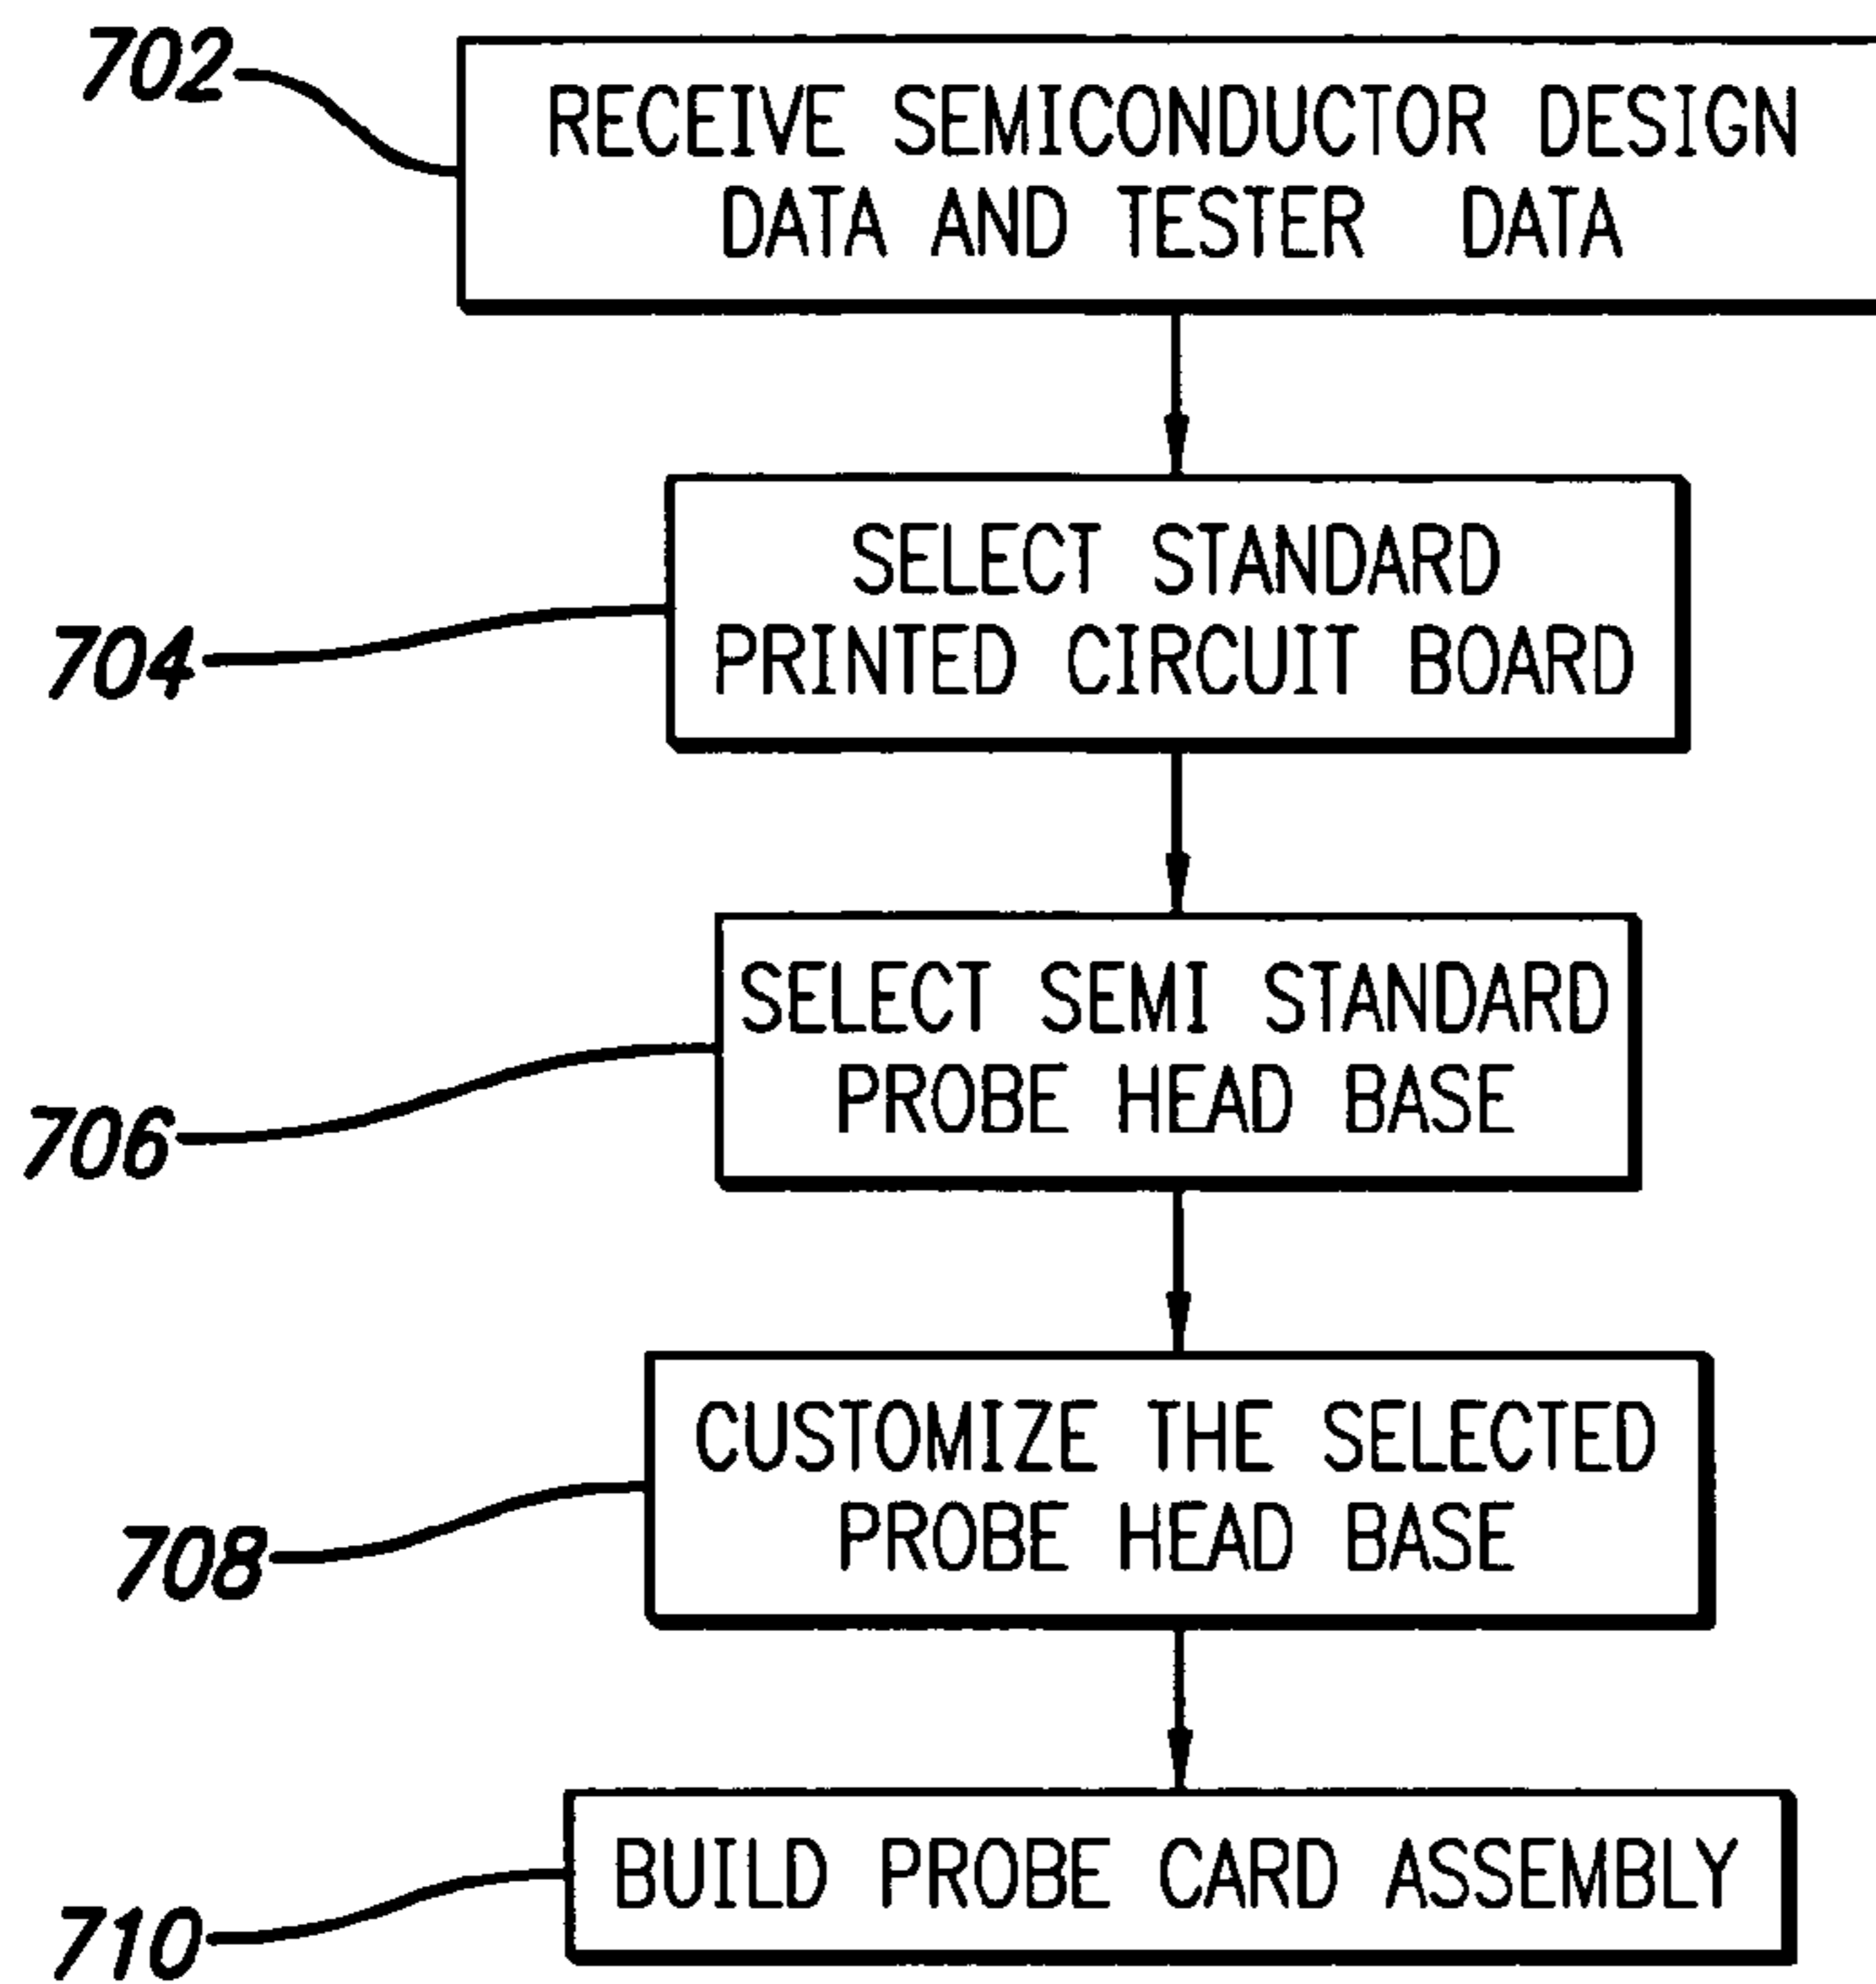 702
RECEIVE SEMICONDUCTOR DESIGN
DATA AND TESTER DATA
SELECT STANDARD
PRINTED CIRCUIT BOARD
704
SELECT SEMI STANDARD
PROBE HEAD BASE
706
CUSTOMIZE THE SELECTED
PROBE HEAD BASE
708
BUILD PROBE CARD ASSEMBLY
710